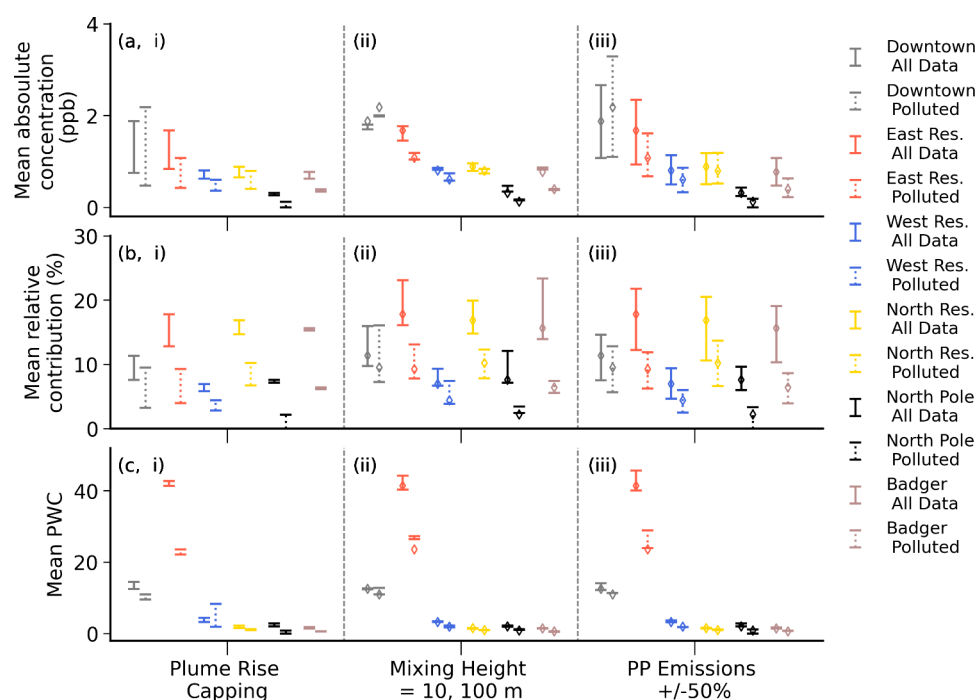 4
2
0
Mean absoulute
concentration
(ppb)
(a, i)
(ii)
(iii)
30
20
10
0
Mean relative
contribution (%)
(b, i)
(ii)
(iii)
40
20
0
Mean PWC
(c, i)
(ii)
(iii)
Plume Rise
Capping
Mixing Height
= 10, 100 m
PP Emissions
+/-50%
Downtown
All Data
Downtown
Polluted
East Res.
All Data
East Res.
Polluted
West Res.
All Data
West Res.
Polluted
North Res.
All Data
North Res.
Polluted
North Pole
All Data
North Pole
Polluted
Badger
All Data
Badger
Polluted